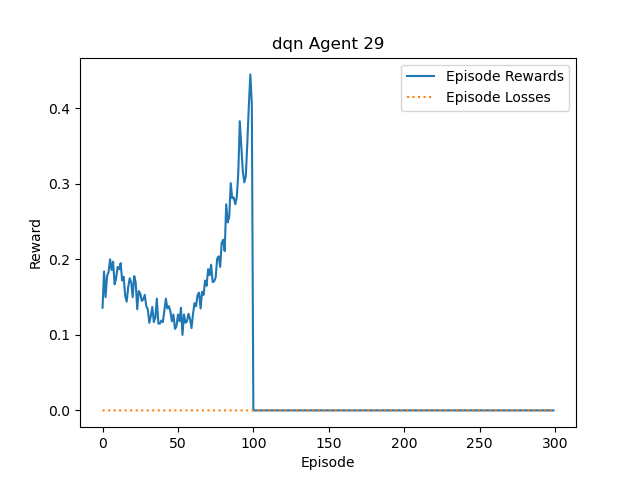 dqn Agent 29
Episode Rewards
Episode Losses
Reward
0.4
0.3
0.2
0.1
0.0
0 50 100 150 200 250 300
Episode